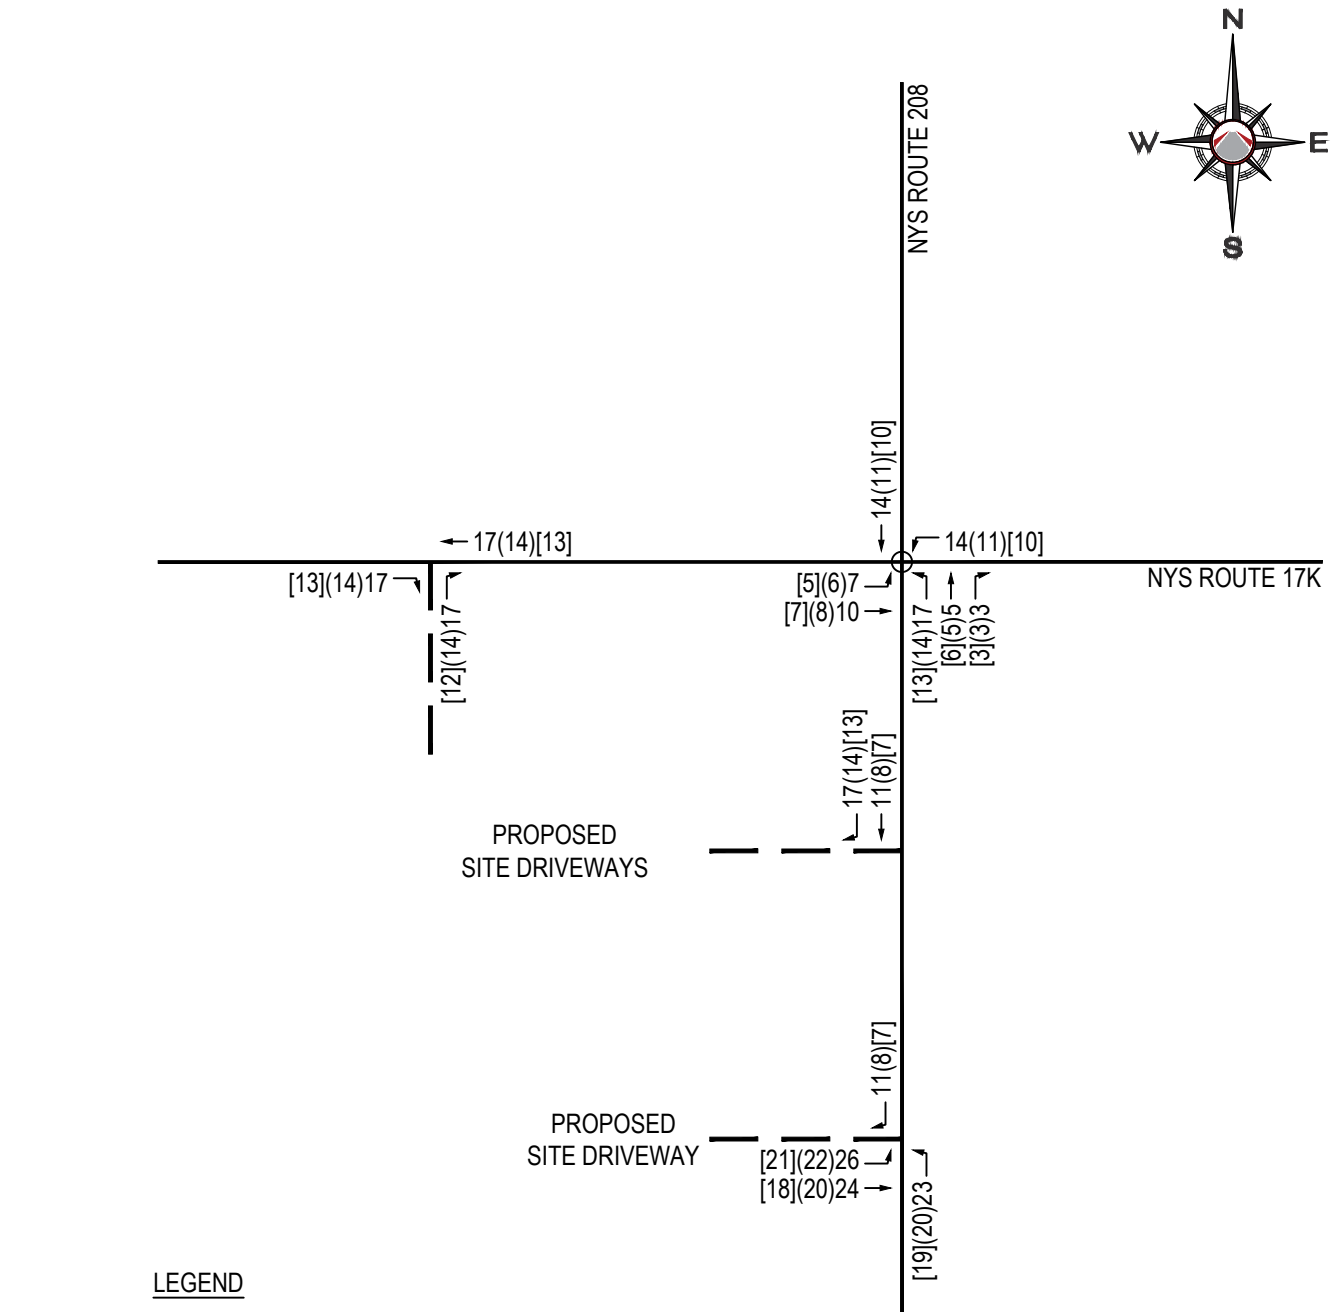 N
W
E
S
NYS ROUTE 208
14(11)[10]
17(14)[13]
14(11)[10]
NYS ROUTE 17K
[13](14)17
[5](6)7
[7](8)10
[12](14)17
[13](14)17
[6](5)5
[3](3)3
17(14)[13]
11(8)[7]
PROPOSED
SITE DRIVEWAYS
11(8)[7]
PROPOSED
SITE DRIVEWAY
[21](22)26
[18](20)24
[19](20)23
LEGEND